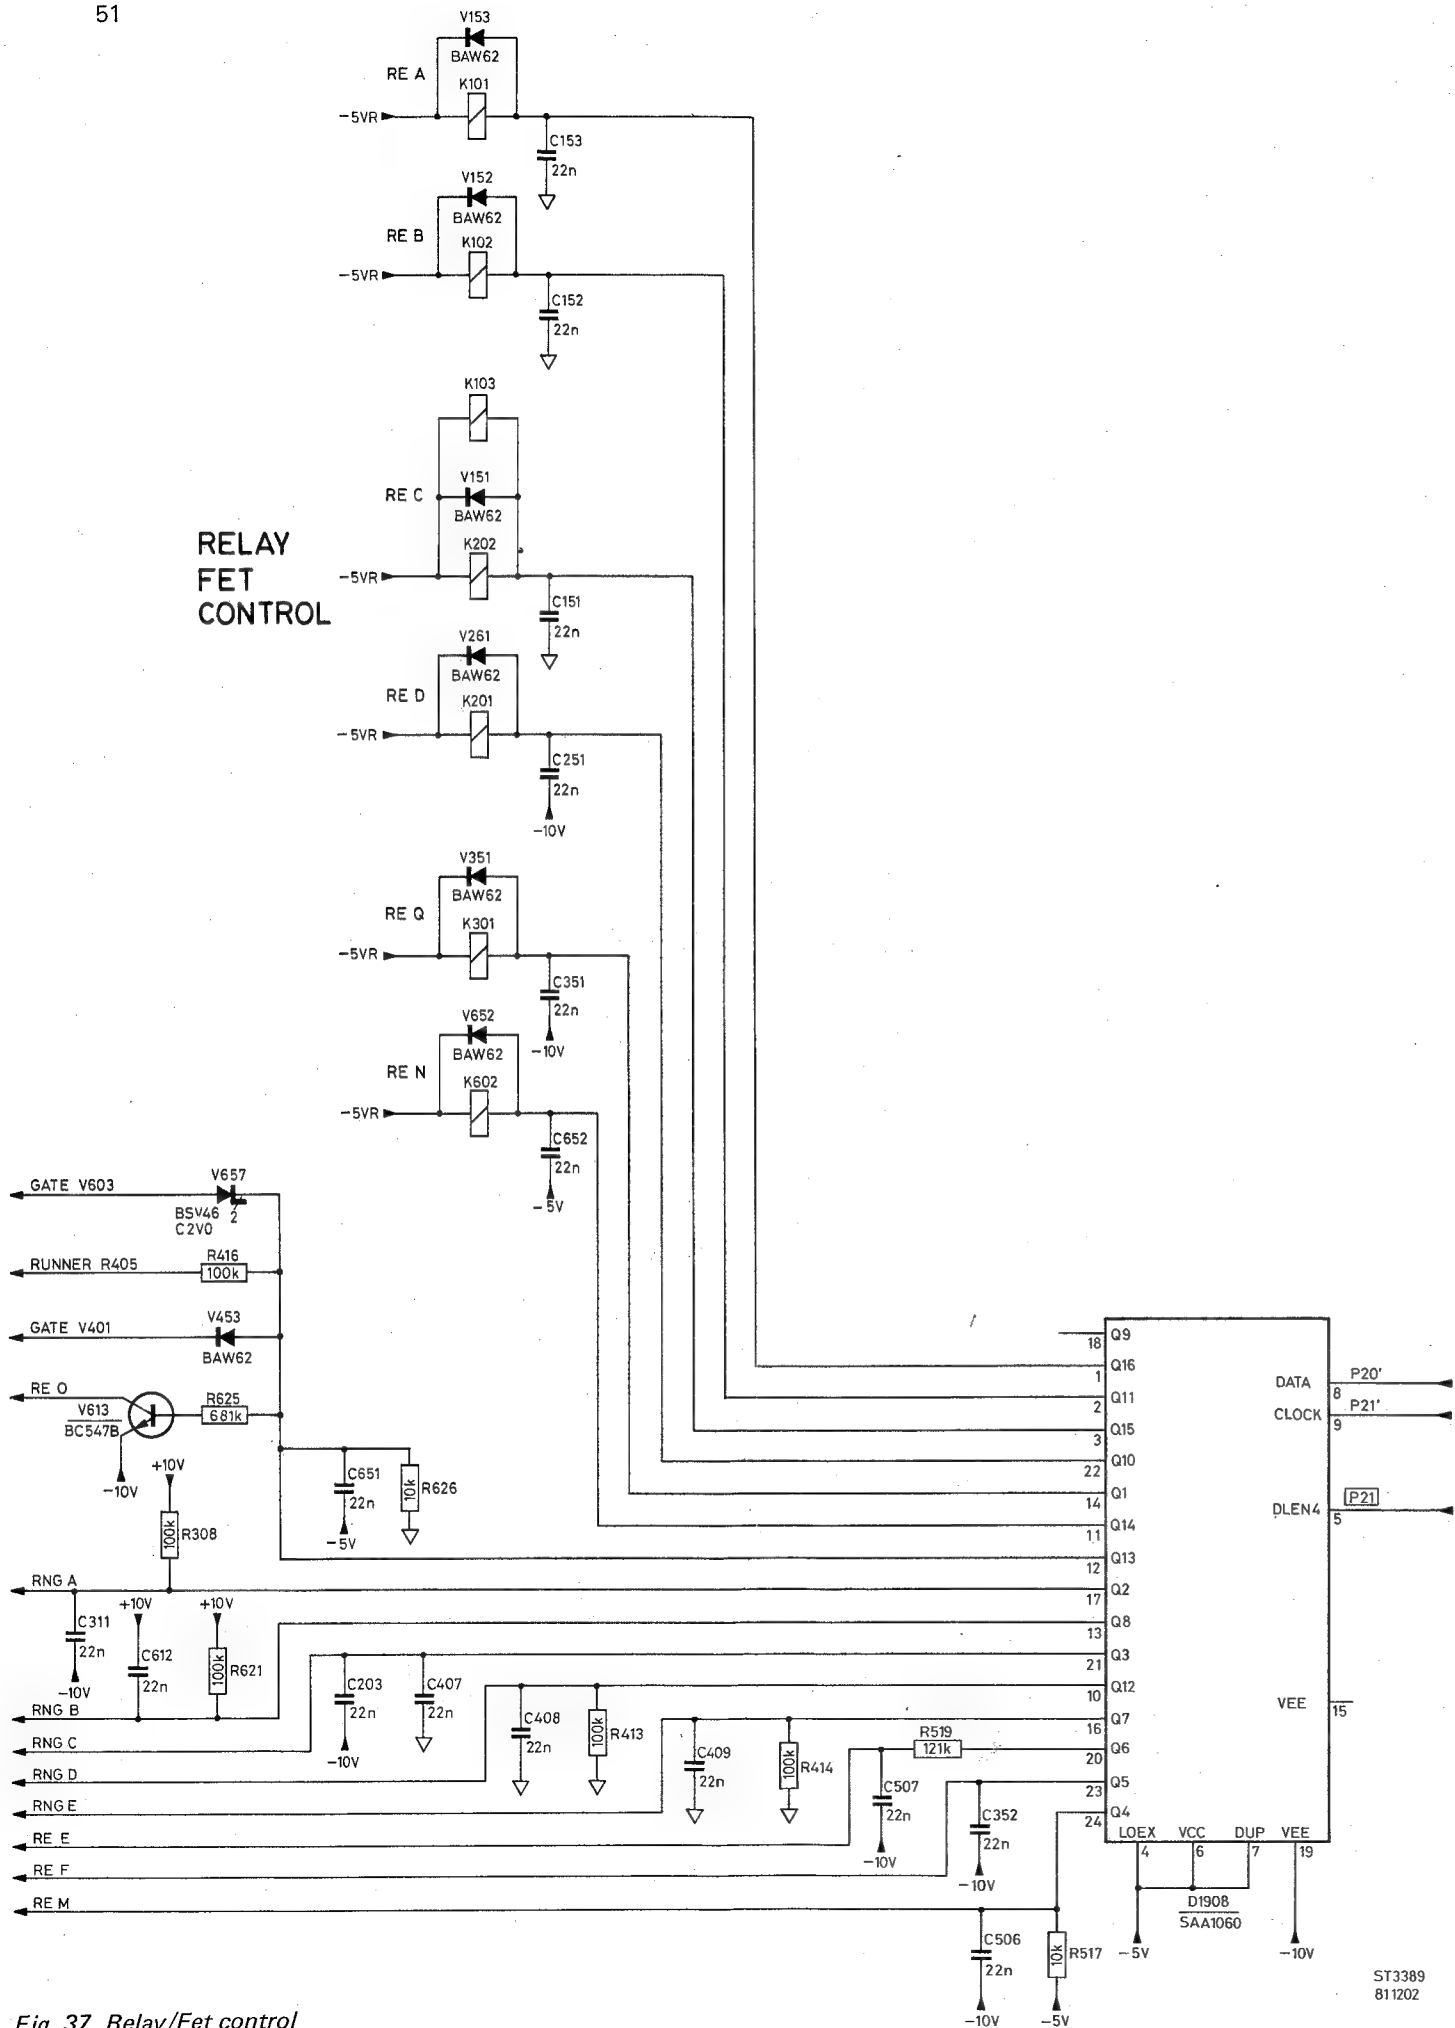 51
V153
BAW62
RE A
K101
-5VR
C153
22n
V152
BAW62
RE B
K102
-5VR
C152
22n
K103
V151
RE C
BAW62
K202
-5VR
C151
22n
RELAY
FET
CONTROL
V261
BAW62
RE D
K201
-5VR
C251
22n
-10V
V351
BAW62
RE Q
K301
-5VR
C351
22n
-10V
V652
BAW62
RE N
K602
-5VR
C652
22n
-5V
GATE V603
V657
BSV46
C2V0
2
RUNNER R405
R416
100k
GATE V401
V453
BAW62
RE O
V613
BC547B
R625
681k
-10V
+10V
R308
100k
C651
22n
-5V
R626
10k
RNG A
C311
22n
-10V
+10V
C612
22n
+10V
R621
100k
RNG B
RNG C
C203
22n
-10V
C407
22n
RNG D
C408
22n
R413
100k
RNG E
C409
22n
R414
100k
RE E
R519
121k
C507
22n
-10V
RE F
C352
22n
-10V
RE M
C506
22n
-10V
R517
10k
-5V
18 Q9
1 Q16
2 Q11
3 Q15
22 Q10
14 Q1
11 Q14
12 Q13
17 Q2
13 Q8
21 Q3
10 Q12
16 Q7
20 Q6
23 Q5
24 Q4
DATA 8 P20'
CLOCK 9 P21'
DLEN4 5 P21
VEE 15
LOEX VCC DUP VEE
4 6 7 19
D1908
SAA1060
-5V
-10V
ST3389
811202
Fig. 37 Relay/Fet control